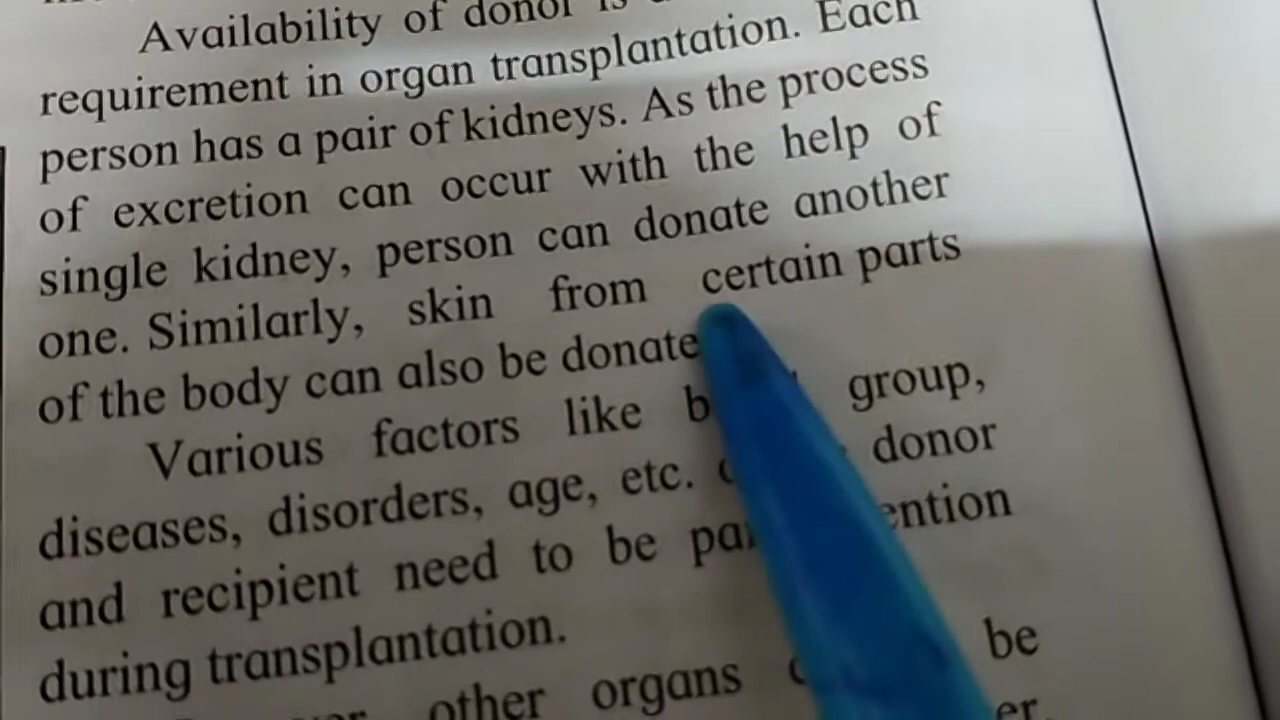 Availability of donor is
requirement in organ transplantation. Each
person has a pair of kidneys. As the process
of excretion can occur with the help of
single kidney, person can donate another
one. Similarly, skin from certain parts
of the body can also be donate
Various factors like group,
diseases, disorders, age, etc. donor
and recipient need to be
during transplantation.
other organs be